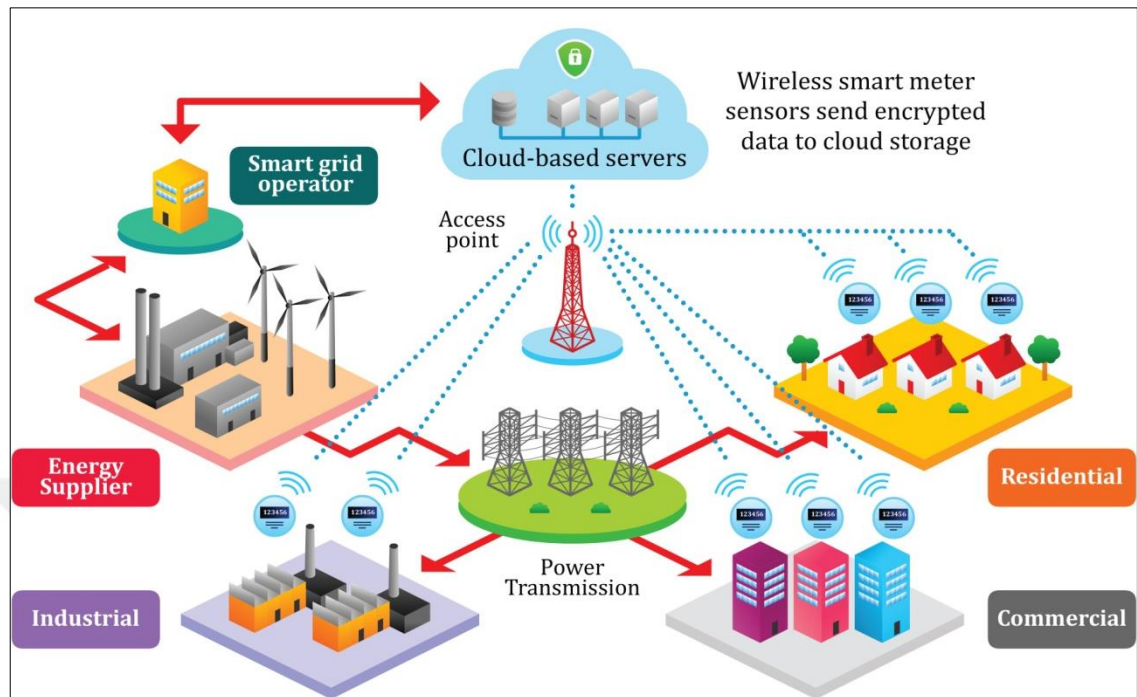 Wireless smart meter
sensors send encrypted
data to cloud storage
Cloud-based servers
Smart grid
operator
Access
point
123456
123456
123456
Energy
Supplier
123456
123456
Residential
123456
123456
123456
Power
Transmission
Industrial
Commercial